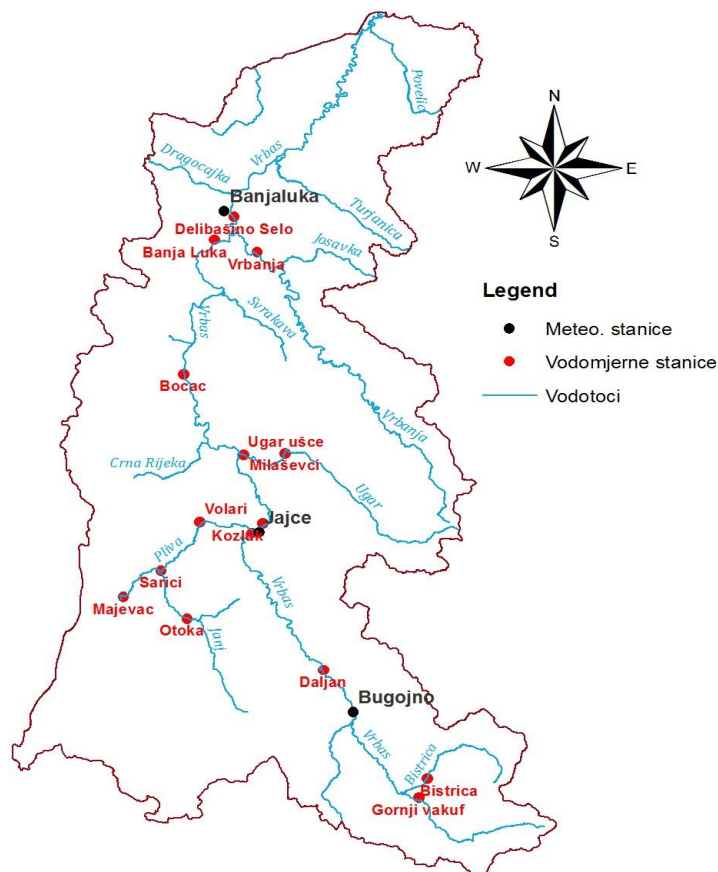 Povelic
N
W
E
S
Dragocajka
Vrbas
Banjaluka
Turjanica
Delibašino Selo
Banja Luka
Vrbanja
Josavka
Legend
Meteo. stanice
Vodomjerne stanice
Vodotoci
Vrbas
Svrakava
Bocac
Vrbanja
Ugar ušce
Crna Rijeka
Milaševci
Ugar
Volari
Jajce
Kozluk
Pliva
Sarici
Vrbas
Majevac
Otoka
Janj
Daljan
Bugojno
Vrbas
Bistrica
Bistrica
Gornji vakuf